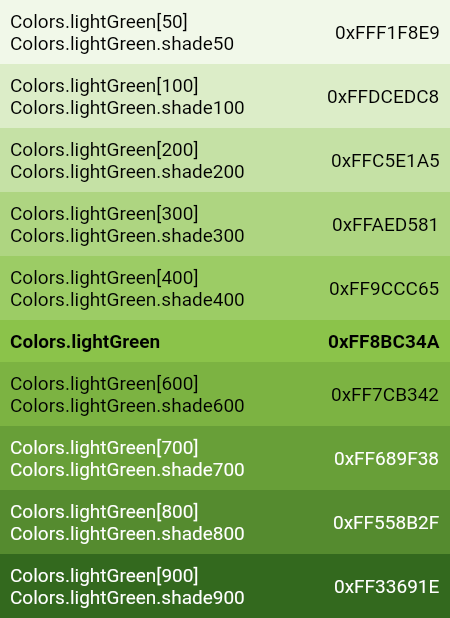 Colors.lightGreen[50]
Colors.lightGreen.shade50
0xFFF1F8E9
Colors.lightGreen[100]
Colors.lightGreen.shade100
0xFFDCEDC8
Colors.lightGreen[200]
Colors.lightGreen.shade200
0xFFC5E1A5
Colors.lightGreen[300]
Colors.lightGreen.shade300
0xFFAED581
Colors.lightGreen[400]
Colors.lightGreen.shade400
0xFF9CCC65
Colors.lightGreen
0xFF8BC34A
Colors.lightGreen[600]
Colors.lightGreen.shade600
0xFF7CB342
Colors.lightGreen[700]
Colors.lightGreen.shade700
0xFF689F38
Colors.lightGreen[800]
Colors.lightGreen.shade800
0xFF558B2F
Colors.lightGreen[900]
Colors.lightGreen.shade900
0xFF33691E